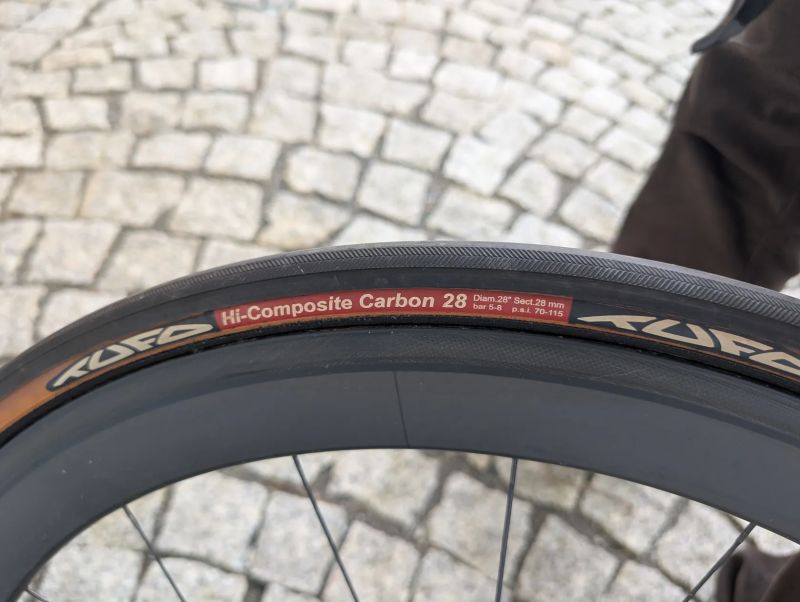 TUFO
Hi-Composite Carbon 28
Diam.28" Sect.28 mm
bar 5-8 p.s.i. 70-115
TUFO